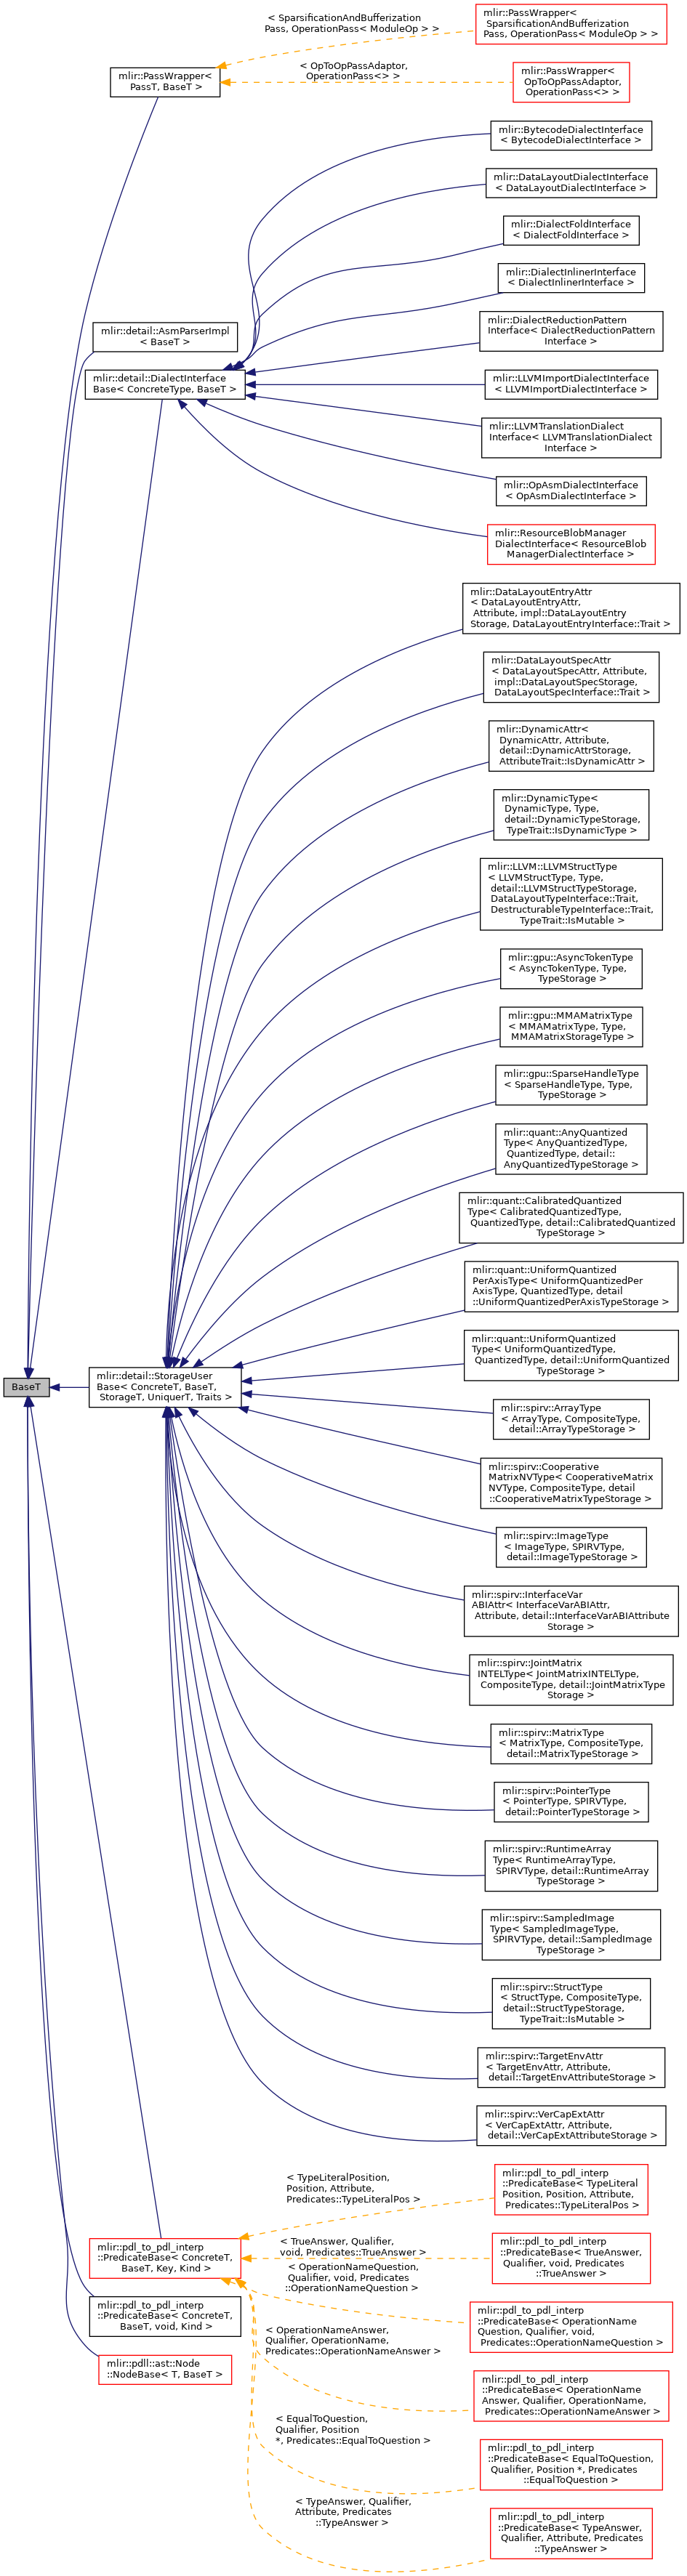 < SparsificationAndBufferization
Pass, OperationPass< ModuleOp > >
mlir::PassWrapper<
SparsificationAndBufferization
Pass, OperationPass< ModuleOp > >
mlir::PassWrapper<
PassT, BaseT >
< OpToOpPassAdaptor,
OperationPass<> >
mlir::PassWrapper<
OpToOpPassAdaptor,
OperationPass<> >
mlir::BytecodeDialectInterface
< BytecodeDialectInterface >
mlir::DataLayoutDialectInterface
< DataLayoutDialectInterface >
mlir::DialectFoldInterface
< DialectFoldInterface >
mlir::DialectInlinerInterface
< DialectInlinerInterface >
mlir::detail::AsmParserImpl
< BaseT >
mlir::DialectReductionPattern
Interface< DialectReductionPattern
Interface >
mlir::detail::DialectInterface
Base< ConcreteType, BaseT >
mlir::LLVMImportDialectInterface
< LLVMImportDialectInterface >
mlir::LLVMTranslationDialect
Interface< LLVMTranslationDialect
Interface >
mlir::OpAsmDialectInterface
< OpAsmDialectInterface >
mlir::ResourceBlobManager
DialectInterface< ResourceBlob
ManagerDialectInterface >
mlir::DataLayoutEntryAttr
< DataLayoutEntryAttr,
Attribute, impl::DataLayoutEntry
Storage, DataLayoutEntryInterface::Trait >
mlir::DataLayoutSpecAttr
< DataLayoutSpecAttr, Attribute,
impl::DataLayoutSpecStorage,
DataLayoutSpecInterface::Trait >
mlir::DynamicAttr<
DynamicAttr, Attribute,
detail::DynamicAttrStorage,
AttributeTrait::IsDynamicAttr >
mlir::DynamicType<
DynamicType, Type,
detail::DynamicTypeStorage,
TypeTrait::IsDynamicType >
mlir::LLVM::LLVMStructType
< LLVMStructType, Type,
detail::LLVMStructTypeStorage,
DataLayoutTypeInterface::Trait,
DestructurableTypeInterface::Trait,
TypeTrait::IsMutable >
mlir::gpu::AsyncTokenType
< AsyncTokenType, Type,
TypeStorage >
mlir::gpu::MMAMatrixType
< MMAMatrixType, Type,
MMAMatrixStorageType >
mlir::gpu::SparseHandleType
< SparseHandleType, Type,
TypeStorage >
mlir::quant::AnyQuantized
Type< AnyQuantizedType,
QuantizedType, detail::
AnyQuantizedTypeStorage >
mlir::quant::CalibratedQuantized
Type< CalibratedQuantizedType,
QuantizedType, detail::CalibratedQuantized
TypeStorage >
mlir::quant::UniformQuantized
PerAxisType< UniformQuantizedPer
AxisType, QuantizedType, detail
::UniformQuantizedPerAxisTypeStorage >
mlir::quant::UniformQuantized
Type< UniformQuantizedType,
QuantizedType, detail::UniformQuantized
TypeStorage >
BaseT
mlir::detail::StorageUser
Base< ConcreteT, BaseT,
StorageT, UniquerT, Traits >
mlir::spirv::ArrayType
< ArrayType, CompositeType,
detail::ArrayTypeStorage >
mlir::spirv::Cooperative
MatrixNVType< CooperativeMatrix
NVType, CompositeType, detail
::CooperativeMatrixTypeStorage >
mlir::spirv::ImageType
< ImageType, SPIRVType,
detail::ImageTypeStorage >
mlir::spirv::InterfaceVar
ABIAttr< InterfaceVarABIAttr,
Attribute, detail::InterfaceVarABIAttribute
Storage >
mlir::spirv::JointMatrix
INTELType< JointMatrixINTELType,
CompositeType, detail::JointMatrixType
Storage >
mlir::spirv::MatrixType
< MatrixType, CompositeType,
detail::MatrixTypeStorage >
mlir::spirv::PointerType
< PointerType, SPIRVType,
detail::PointerTypeStorage >
mlir::spirv::RuntimeArray
Type< RuntimeArrayType,
SPIRVType, detail::RuntimeArray
TypeStorage >
mlir::spirv::SampledImage
Type< SampledImageType,
SPIRVType, detail::SampledImage
TypeStorage >
mlir::spirv::StructType
< StructType, CompositeType,
detail::StructTypeStorage,
TypeTrait::IsMutable >
mlir::spirv::TargetEnvAttr
< TargetEnvAttr, Attribute,
detail::TargetEnvAttributeStorage >
mlir::spirv::VerCapExtAttr
< VerCapExtAttr, Attribute,
detail::VerCapExtAttributeStorage >
< TypeLiteralPosition,
Position, Attribute,
Predicates::TypeLiteralPos >
mlir::pdl_to_pdl_interp
::PredicateBase< TypeLiteral
Position, Position, Attribute,
Predicates::TypeLiteralPos >
mlir::pdl_to_pdl_interp
::PredicateBase< ConcreteT,
BaseT, Key, Kind >
< TrueAnswer, Qualifier,
void, Predicates::TrueAnswer >
mlir::pdl_to_pdl_interp
::PredicateBase< TrueAnswer,
Qualifier, void, Predicates
::TrueAnswer >
< OperationNameQuestion,
Qualifier, void, Predicates
::OperationNameQuestion >
mlir::pdl_to_pdl_interp
::PredicateBase< OperationName
Question, Qualifier, void,
Predicates::OperationNameQuestion >
mlir::pdl_to_pdl_interp
::PredicateBase< ConcreteT,
BaseT, void, Kind >
< OperationNameAnswer,
Qualifier, OperationName,
Predicates::OperationNameAnswer >
mlir::pdll::ast::Node
::NodeBase< T, BaseT >
mlir::pdl_to_pdl_interp
::PredicateBase< OperationName
Answer, Qualifier, OperationName,
Predicates::OperationNameAnswer >
< EqualToQuestion,
Qualifier, Position
*, Predicates::EqualToQuestion >
mlir::pdl_to_pdl_interp
::PredicateBase< EqualToQuestion,
Qualifier, Position *, Predicates
::EqualToQuestion >
< TypeAnswer, Qualifier,
Attribute, Predicates
::TypeAnswer >
mlir::pdl_to_pdl_interp
::PredicateBase< TypeAnswer,
Qualifier, Attribute, Predicates
::TypeAnswer >